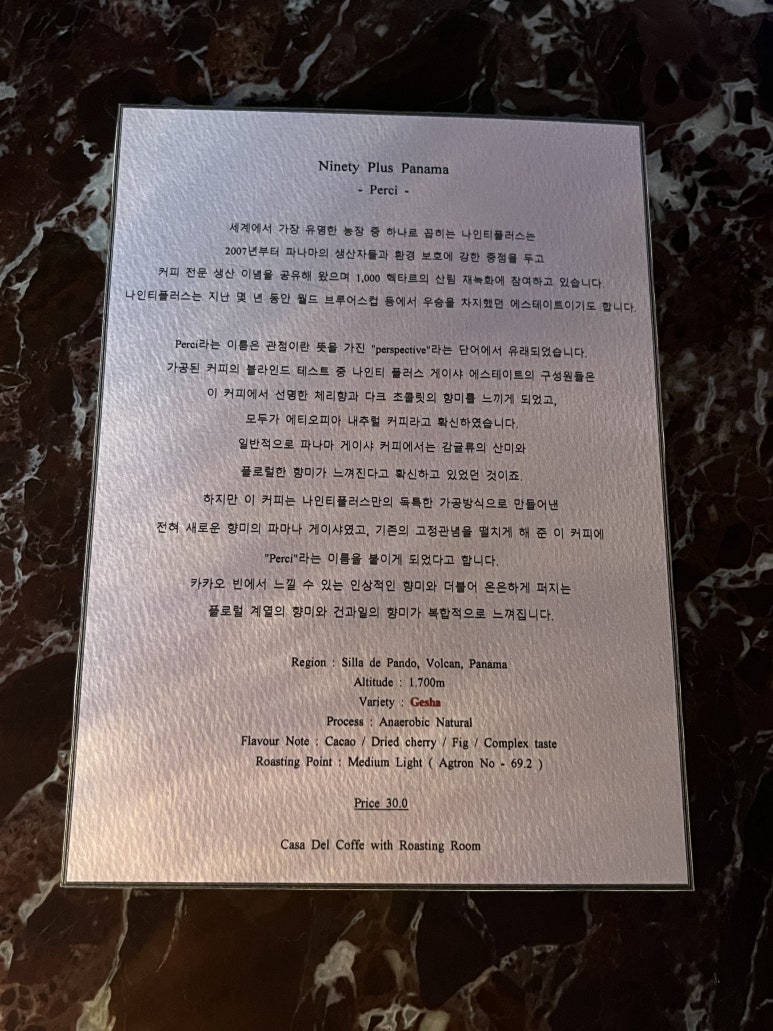 Ninety Plus Panama
- Perci -
세계에서 가장 유명한 농장 중 하나로 꼽히는 나인티플러스는
2007년부터 파나마의 생산자들과 환경 보호에 강한 중점을 두고
커피 전문 생산 이념을 공유해 왔으며 1,000 헥타르의 산림 재녹화에 참여하고 있습니다.
나인티플러스는 지난 몇 년 동안 월드 브루어스컵 등에서 우승을 차지했던 에스테이트이기도 합니다.
Perci라는 이름은 관점이란 뜻을 가진 "perspective"라는 단어에서 유래되었습니다.
가공된 커피의 블라인드 테스트 중 나인티 플러스 게이샤 에스테이트의 구성원들은
이 커피에서 선명한 체리향과 다크 초콜릿의 향미를 느끼게 되었고,
모두가 에티오피아 내추럴 커피라고 확신하였습니다.
일반적으로 파나마 게이샤 커피에서는 감귤류의 산미와
플로럴한 향미가 느껴진다고 확신하고 있었던 것이죠.
하지만 이 커피는 나인티플러스만의 독특한 가공방식으로 만들어낸
전혀 새로운 향미의 파마나 게이샤였고, 기존의 고정관념을 떨치게 해 준 이 커피에
"Perci"라는 이름을 붙이게 되었다고 합니다.
카카오 빈에서 느낄 수 있는 인상적인 향미와 더불어 은은하게 퍼지는
플로럴 계열의 향미와 건과일의 향미가 복합적으로 느껴집니다.
Region : Silla de Pando, Volcan, Panama
Altitude : 1.700m
Variety : Gesha
Process : Anaerobic Natural
Flavour Note : Cacao / Dried cherry / Fig / Complex taste
Roasting Point : Medium Light ( Agtron No - 69.2 )
Price 30.0
Casa Del Coffe with Roasting Room